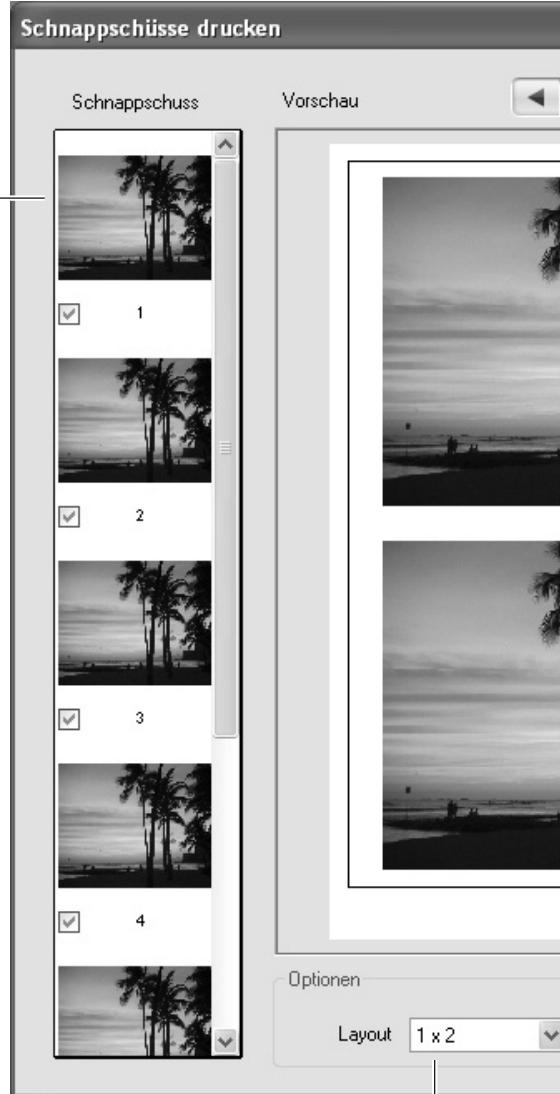 Schnappschüsse drucken
Schnappschuss
Vorschau
1
2
3
4
Optionen
Layout 1 x 2